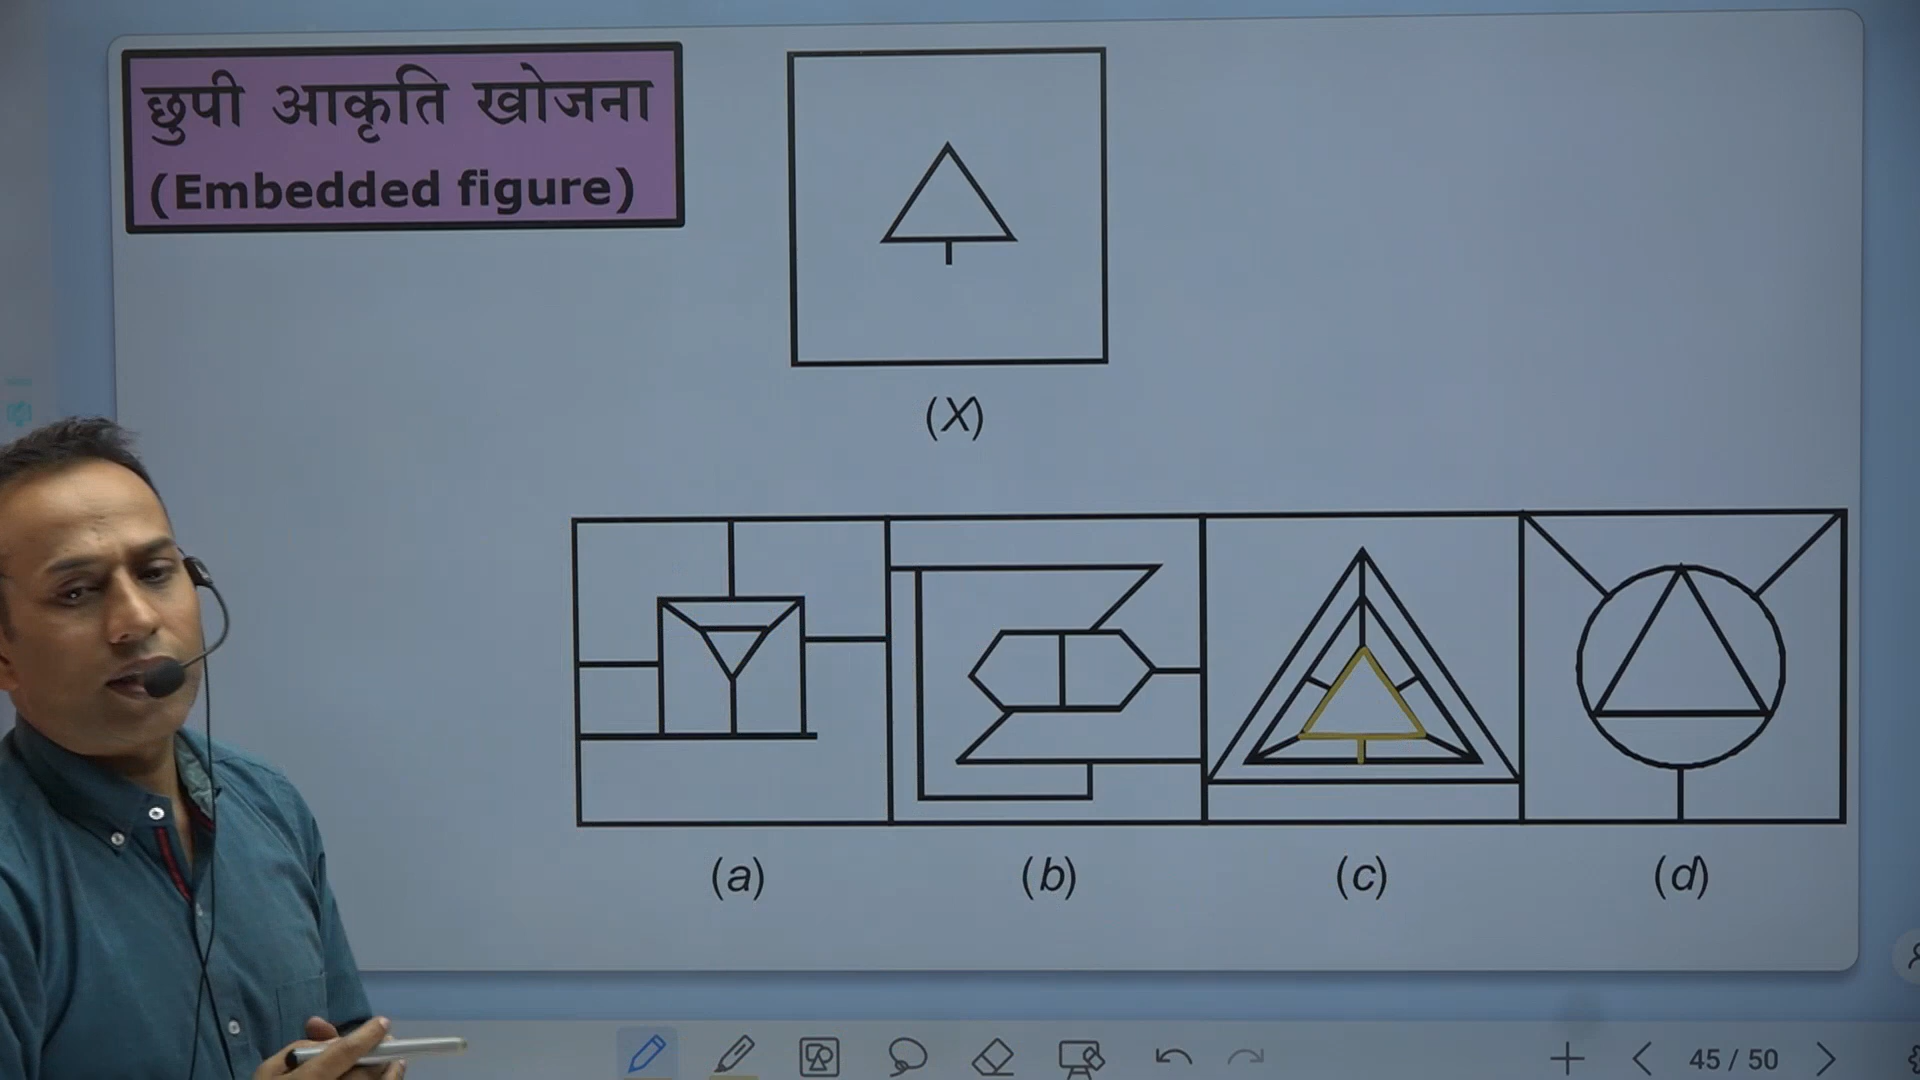 छुपी आकृति खोजना
(Embedded figure)
(X)
(a) (b) (c) (d)
45 / 50